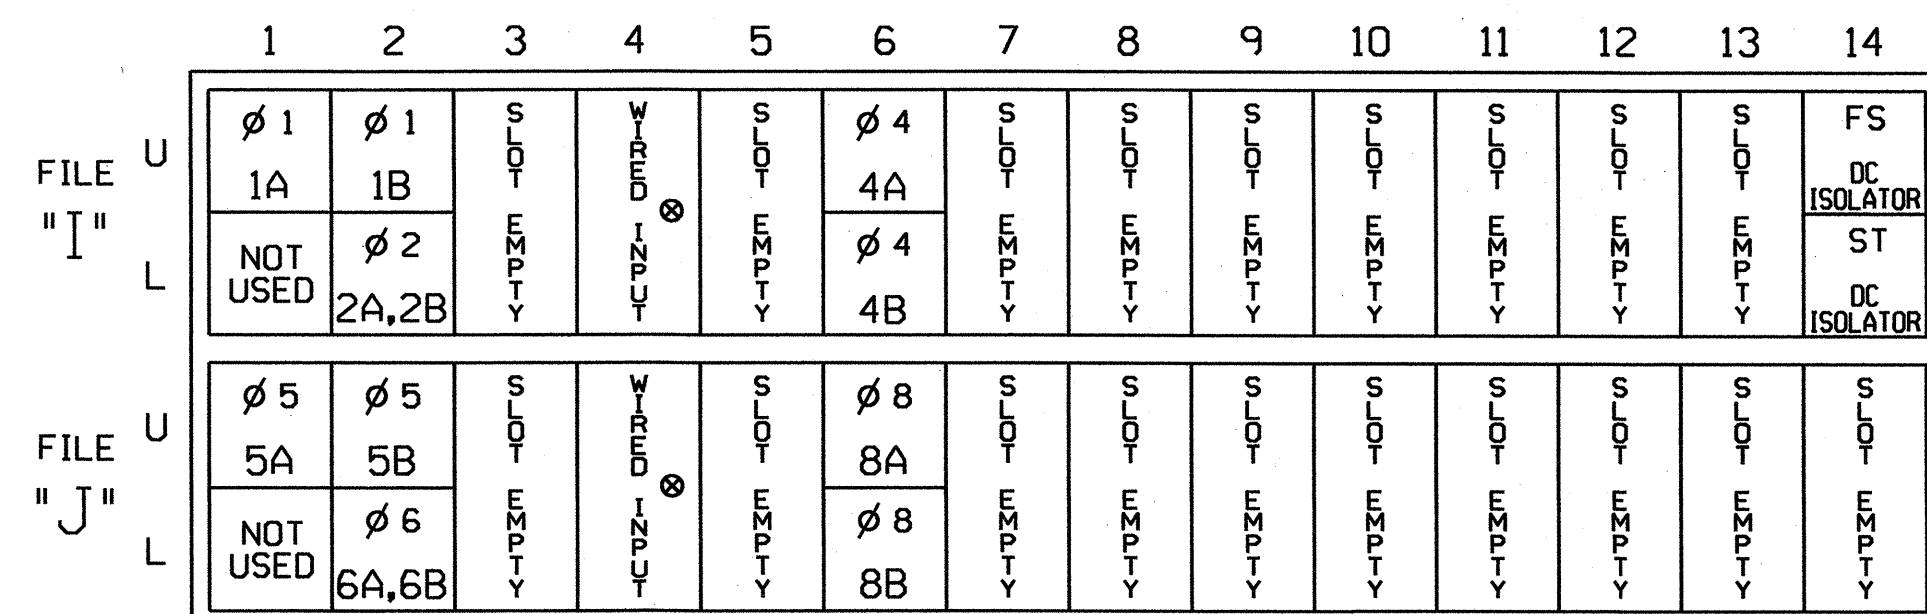 1 2 3 4 5 6 7 8 9 10 11 12 13 14
FILE "I"
U
L
ø 1 1A
NOT USED
ø 1 1B
ø 2 2A,2B
SLOT EMPTY
WIRED INPUT ⊗
SLOT EMPTY
ø 4 4A
ø 4 4B
SLOT EMPTY
SLOT EMPTY
SLOT EMPTY
SLOT EMPTY
SLOT EMPTY
SLOT EMPTY
SLOT EMPTY
FS DC ISOLATOR
ST DC ISOLATOR
FILE "J"
U
L
ø 5 5A
NOT USED
ø 5 5B
ø 6 6A,6B
SLOT EMPTY
WIRED INPUT ⊗
SLOT EMPTY
ø 8 8A
ø 8 8B
SLOT EMPTY
SLOT EMPTY
SLOT EMPTY
SLOT EMPTY
SLOT EMPTY
SLOT EMPTY
SLOT EMPTY
SLOT EMPTY